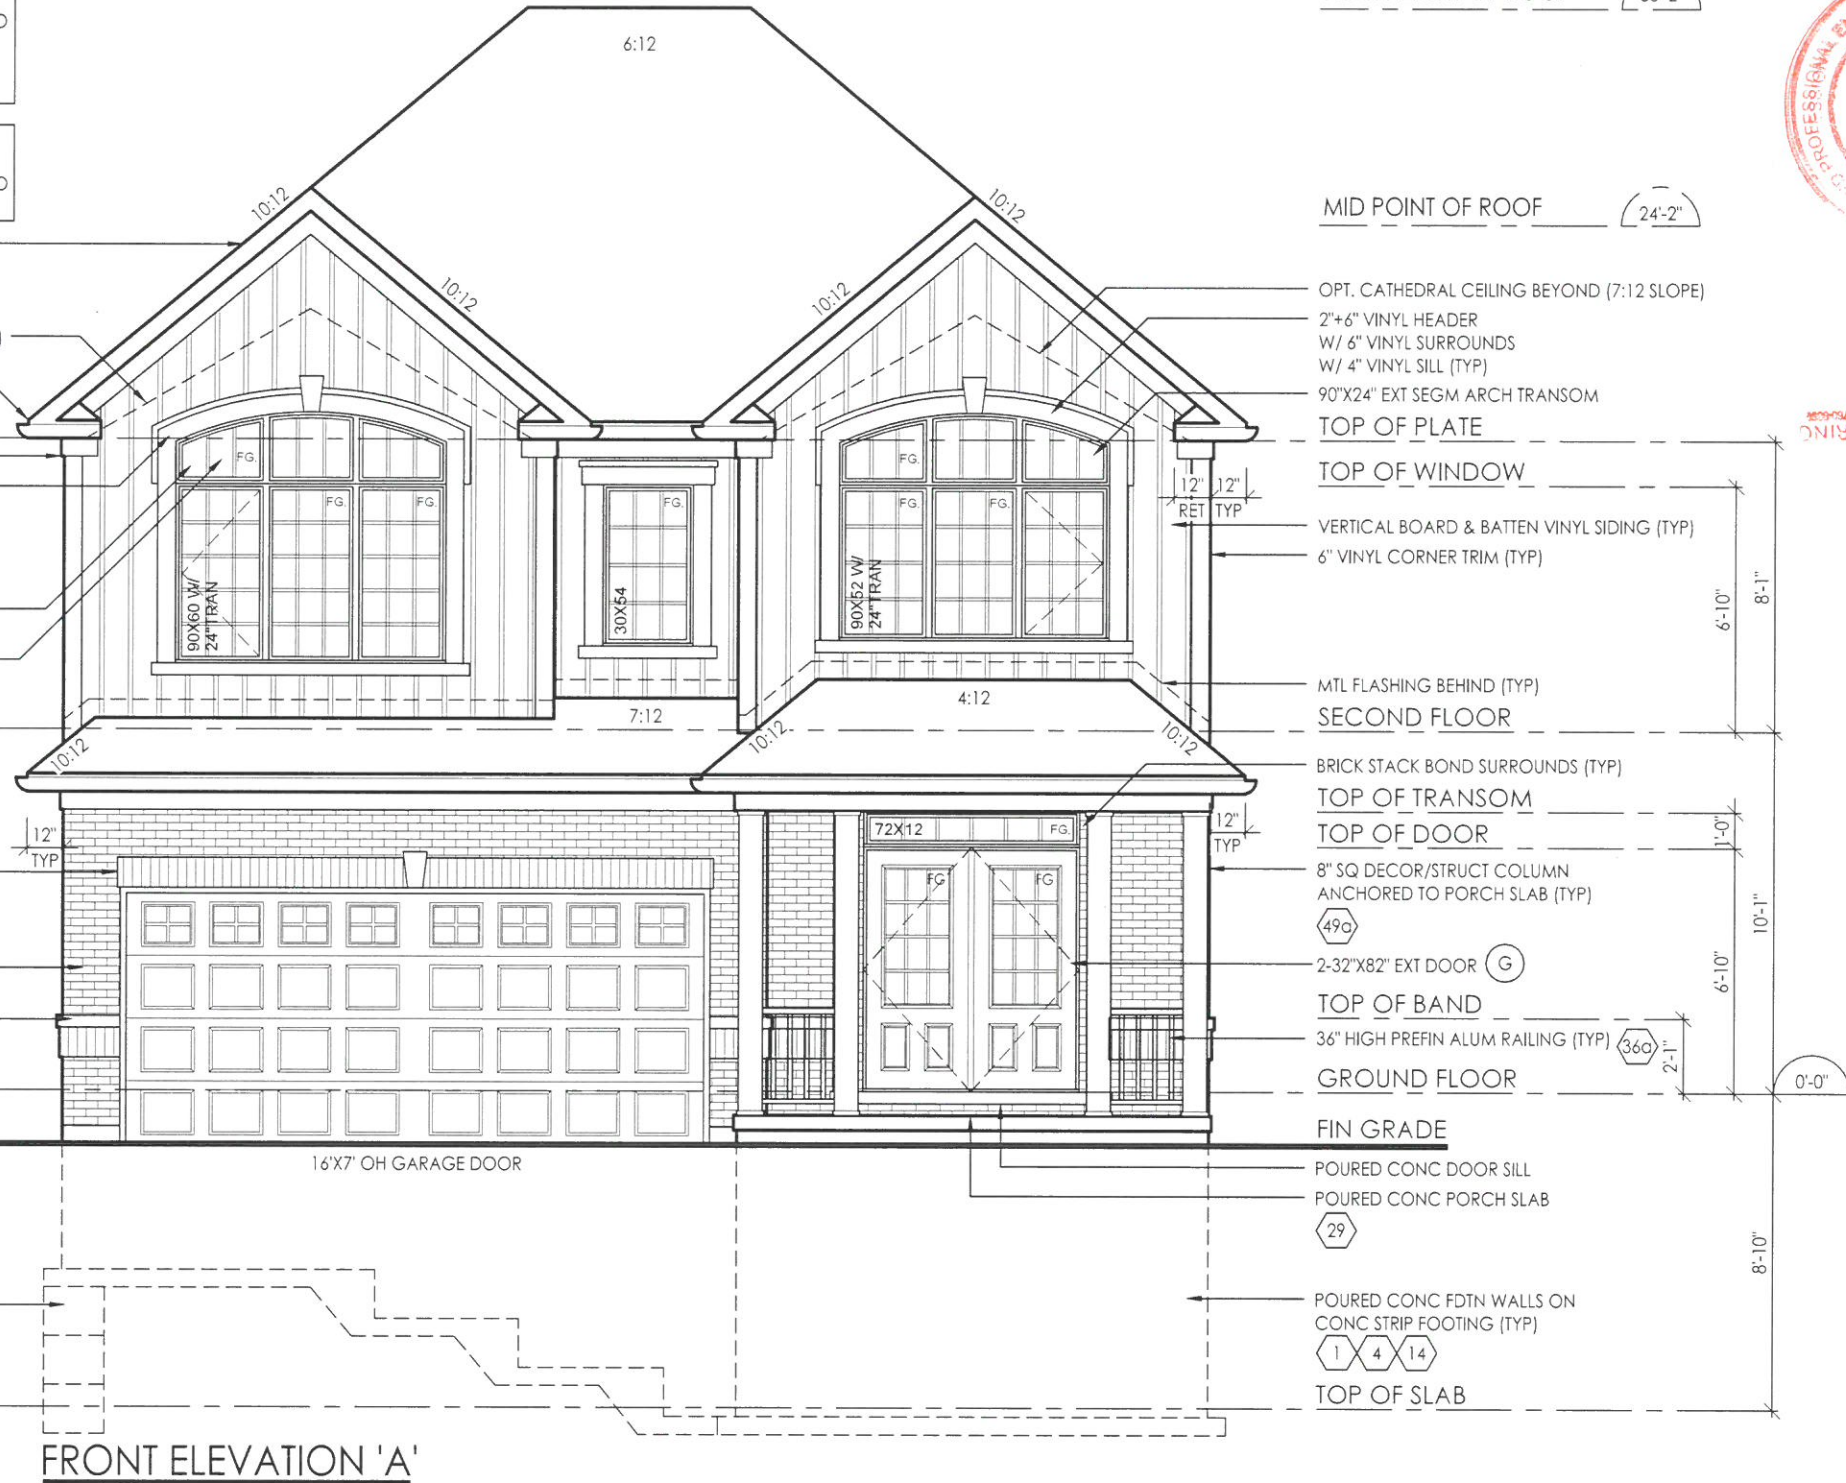 6:12
10:12
10:12
10:12
10:12
MID POINT OF ROOF
24'-2"
OPT. CATHEDRAL CEILING BEYOND (7:12 SLOPE)
2"+6" VINYL HEADER
W/ 6" VINYL SURROUNDS
W/ 4" VINYL SILL (TYP)
90"X24" EXT SEGM ARCH TRANSOM
TOP OF PLATE
TOP OF WINDOW
12" 12"
RET TYP
VERTICAL BOARD & BATTEN VINYL SIDING (TYP)
6" VINYL CORNER TRIM (TYP)
FG.
FG.
FG.
90X60 W/
24"TRAN
FG.
30X54
FG.
FG.
FG.
90X52 W/
24"TRAN
6'-10"
8'-1"
MTL FLASHING BEHIND (TYP)
SECOND FLOOR
7:12
4:12
10:12
10:12
10:12
BRICK STACK BOND SURROUNDS (TYP)
TOP OF TRANSOM
TOP OF DOOR
1'-0"
12"
TYP
12"
TYP
72X12
FG.
FG
FG
8" SQ DECOR/STRUCT COLUMN
ANCHORED TO PORCH SLAB (TYP)
49a
2-32"X82" EXT DOOR G
TOP OF BAND
36" HIGH PREFIN ALUM RAILING (TYP) 36a
10'-1"
6'-10"
2'-1"
GROUND FLOOR
0'-0"
FIN GRADE
16'X7' OH GARAGE DOOR
POURED CONC DOOR SILL
POURED CONC PORCH SLAB
29
8'-10"
POURED CONC FDTN WALLS ON
CONC STRIP FOOTING (TYP)
1 4 14
TOP OF SLAB
FRONT ELEVATION 'A'
PROFESSIONAL